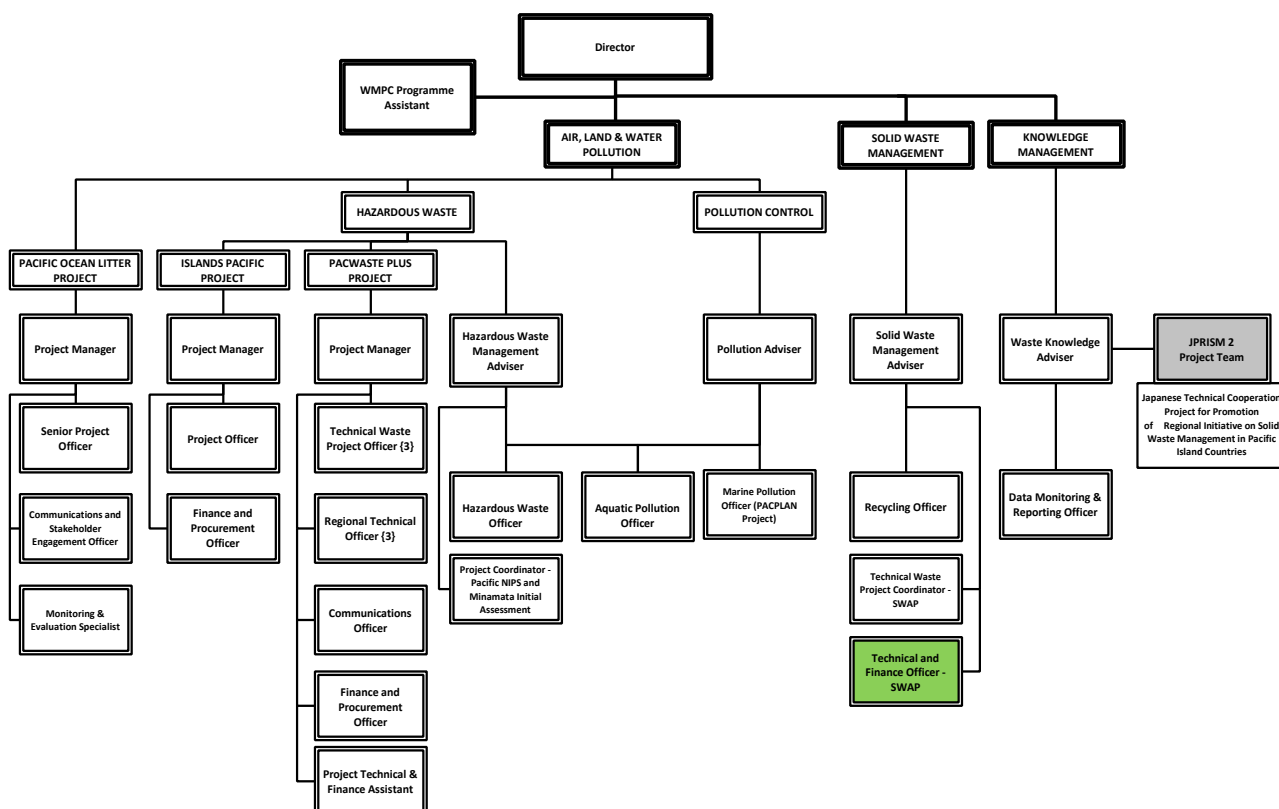 Director
WMPC Programme
Assistant
AIR, LAND & WATER
POLLUTION
SOLID WASTE
MANAGEMENT
KNOWLEDGE
MANAGEMENT
HAZARDOUS WASTE
POLLUTION CONTROL
PACIFIC OCEAN LITTER
PROJECT
ISLANDS PACIFIC
PROJECT
PACWASTE PLUS
PROJECT
Project Manager
Project Manager
Project Manager
Hazardous Waste
Management
Adviser
Pollution Adviser
Solid Waste
Management
Adviser
Waste Knowledge
Adviser
JPRISM 2
Project Team
Japanese Technical Cooperation
Project for Promotion
of Regional Initiative on Solid
Waste Management in Pacific
Island Countries
Senior Project
Officer
Project Officer
Technical Waste
Project Officer {3}
Communications and
Stakeholder
Engagement Officer
Finance and
Procurement
Officer
Regional Technical
Officer {3}
Hazardous Waste
Officer
Aquatic Pollution
Officer
Marine Pollution
Officer (PACPLAN
Project)
Recycling Officer
Data Monitoring &
Reporting Officer
Monitoring &
Evaluation Specialist
Communications
Officer
Project Coordinator -
Pacific NIPS and
Minamata Initial
Assessment
Technical Waste
Project Coordinator -
SWAP
Finance and
Procurement
Officer
Technical and
Finance Officer -
SWAP
Project Technical &
Finance Assistant